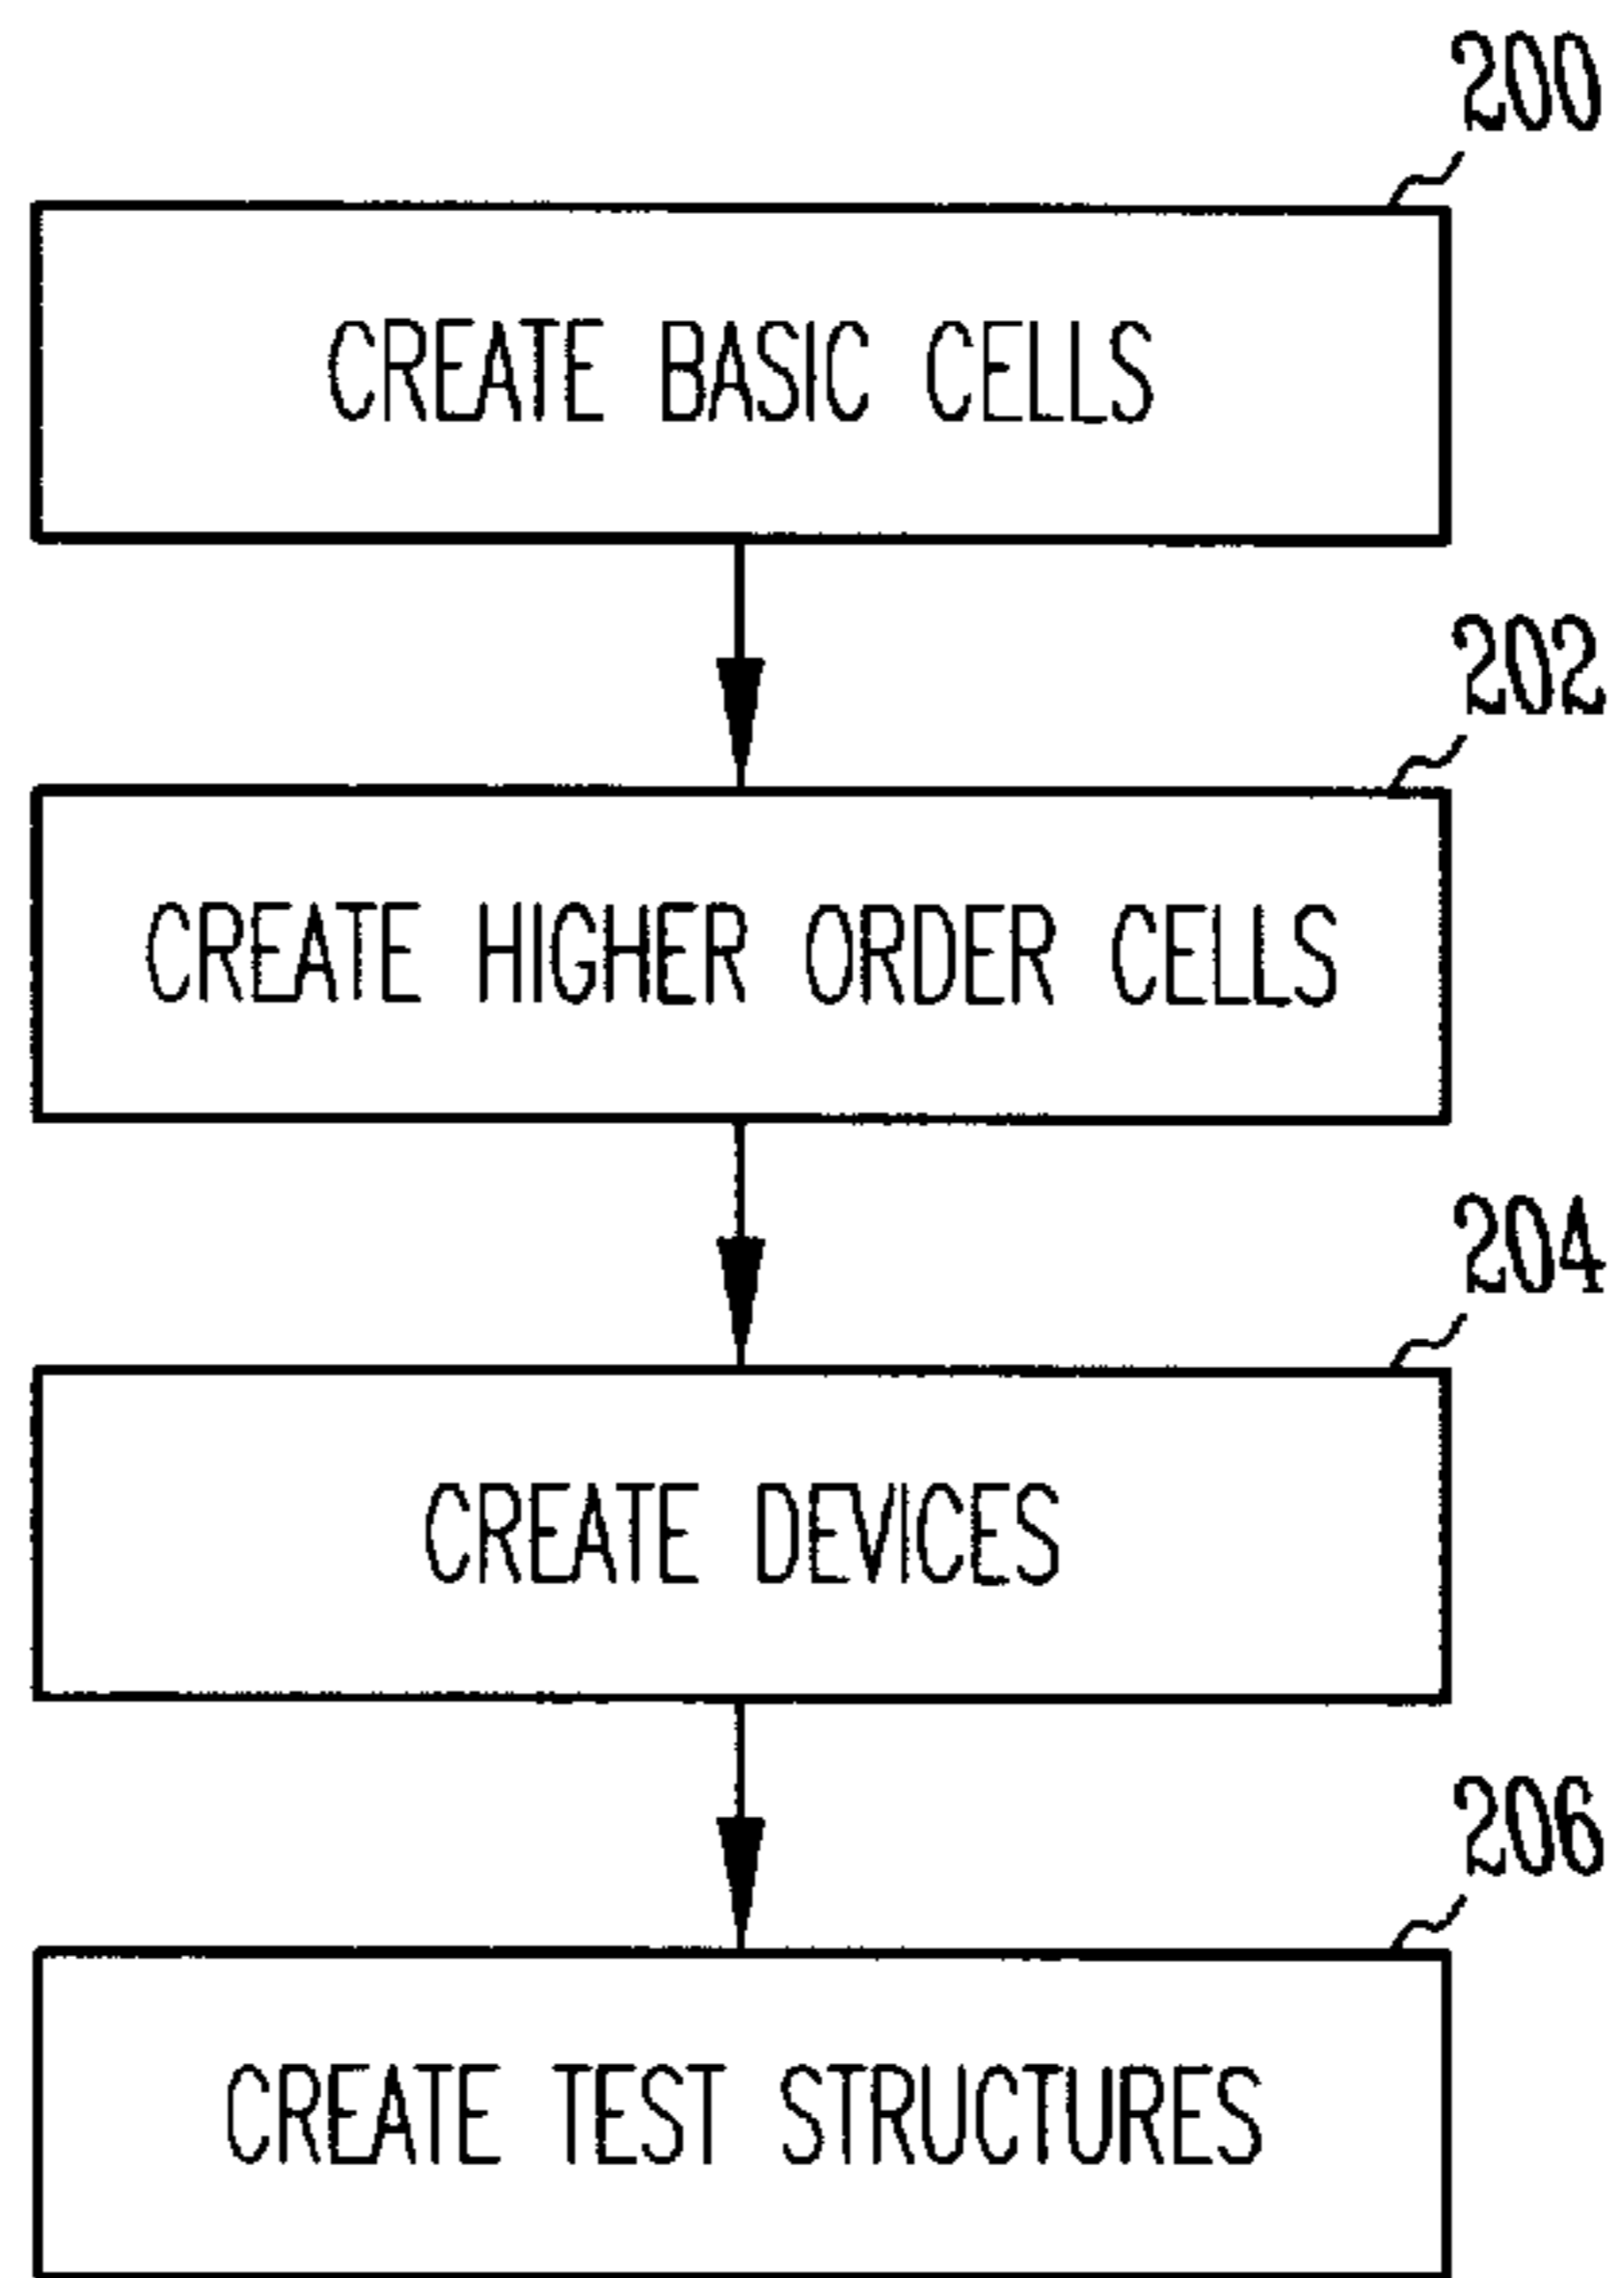 200
CREATE BASIC CELLS
202
CREATE HIGHER ORDER CELLS
204
CREATE DEVICES
206
CREATE TEST STRUCTURES